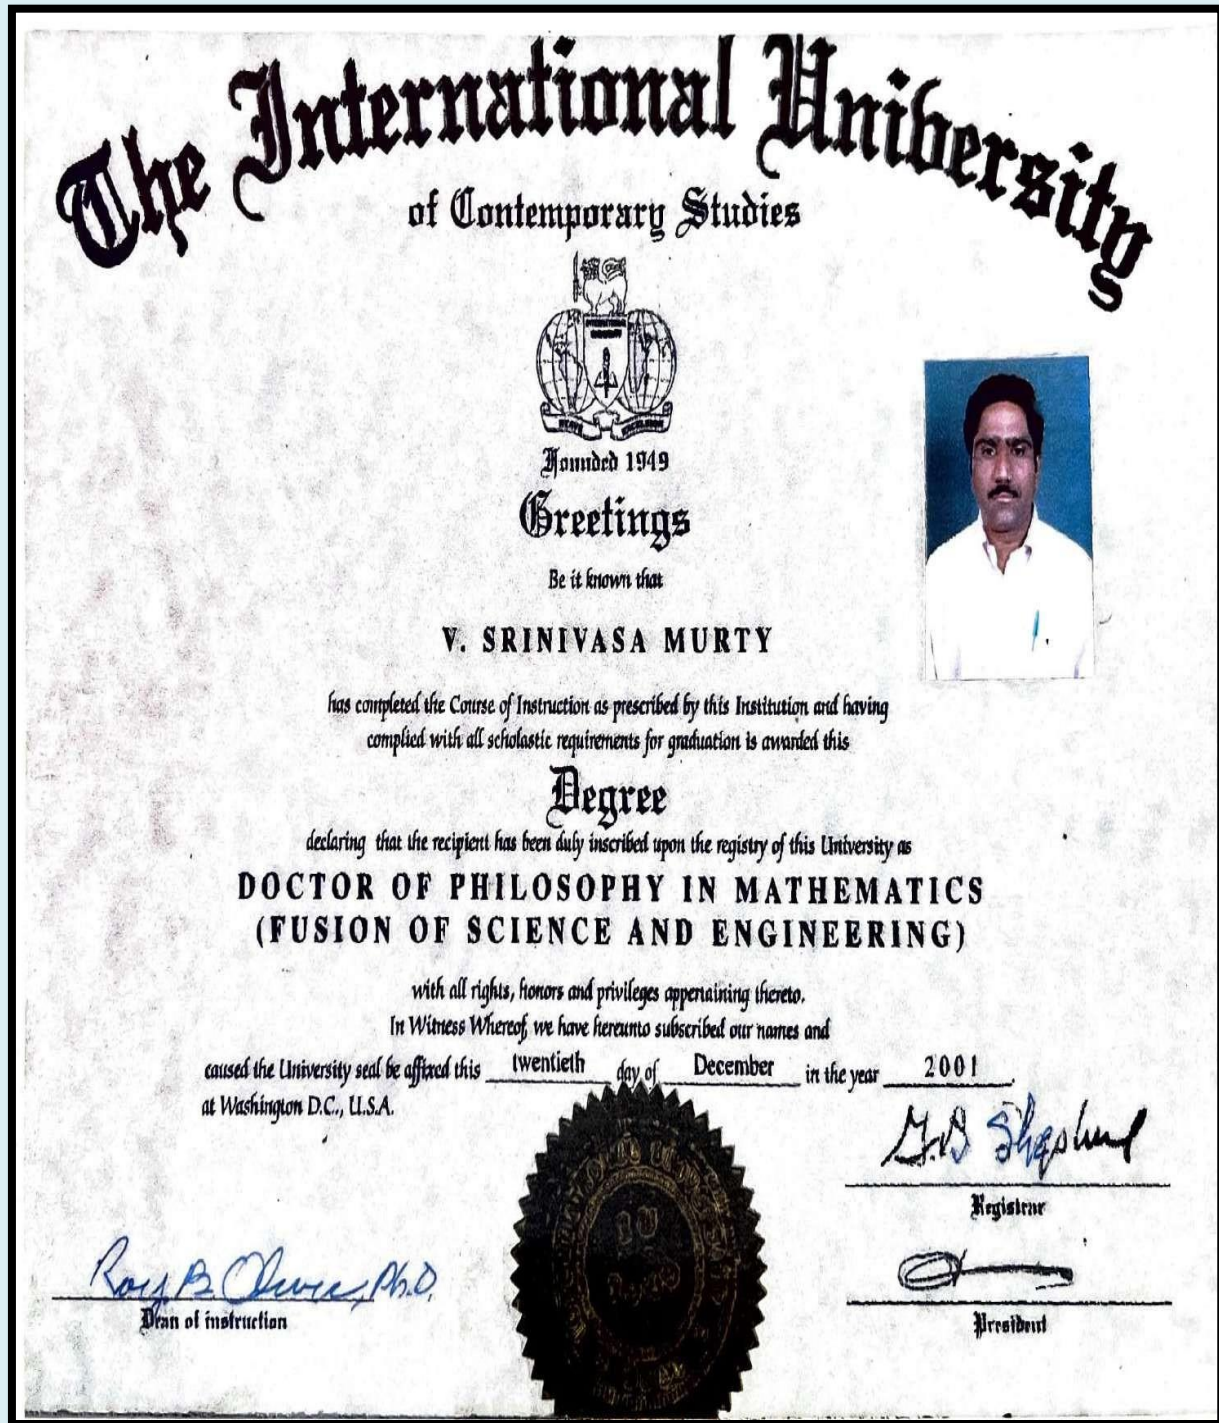 The International University
of Contemporary Studies
INTERNATIONAL
UNIVERSITY
Founded 1949
Greetings
Be it known that
V. SRINIVASA MURTY
has completed the Course of Instruction as prescribed by this Institution and having
complied with all scholastic requirements for graduation is awarded this
Degree
declaring that the recipient has been duly inscribed upon the registry of this University as
DOCTOR OF PHILOSOPHY IN MATHEMATICS
(FUSION OF SCIENCE AND ENGINEERING)
with all rights, honors and privileges appertaining thereto.
In Witness Whereof, we have hereunto subscribed our names and
caused the University seal be affixed this twentieth day of December in the year 2001
at Washington D.C., U.S.A.
Registrar
Roy B. Ph.D.
Dean of instruction
President